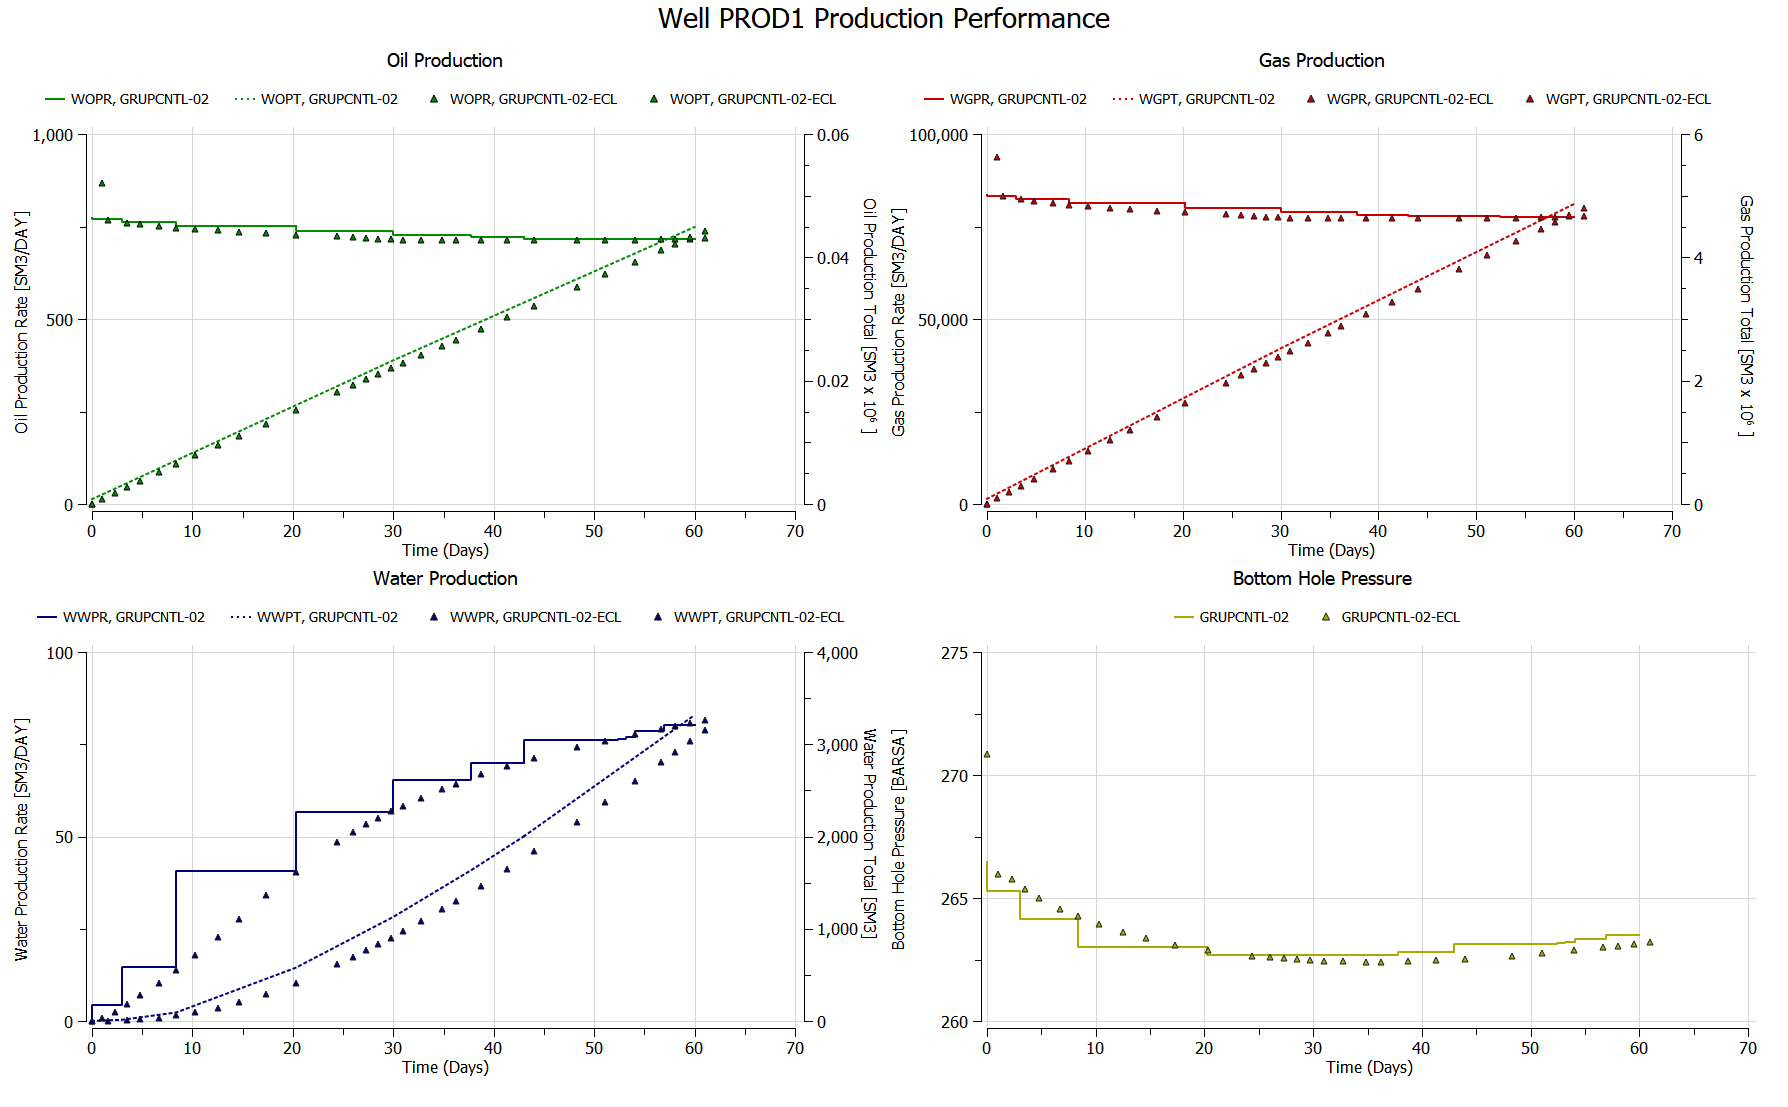 Well PROD1 Production Performance
Oil Production
WOPR, GRUPCNTL-02 WOPT, GRUPCNTL-02 WOPR, GRUPCNTL-02-ECL WOPT, GRUPCNTL-02-ECL
1,000
500
0
Oil Production Rate [SM3/DAY]
0.06
0.04
0.02
0
Oil Production Total [SM3 x 10⁶ ]
0 10 20 30 40 50 60 70
Time (Days)
Gas Production
WGPR, GRUPCNTL-02 WGPT, GRUPCNTL-02 WGPR, GRUPCNTL-02-ECL WGPT, GRUPCNTL-02-ECL
100,000
50,000
0
Gas Production Rate [SM3/DAY]
6
4
2
0
Gas Production Total [SM3 x 10⁶ ]
0 10 20 30 40 50 60 70
Time (Days)
Water Production
WWPR, GRUPCNTL-02 WWPT, GRUPCNTL-02 WWPR, GRUPCNTL-02-ECL WWPT, GRUPCNTL-02-ECL
100
50
0
Water Production Rate [SM3/DAY]
4,000
3,000
2,000
1,000
0
Water Production Total [SM3]
0 10 20 30 40 50 60 70
Time (Days)
Bottom Hole Pressure
GRUPCNTL-02 GRUPCNTL-02-ECL
275
270
265
260
Bottom Hole Pressure [BARSA]
0 10 20 30 40 50 60 70
Time (Days)